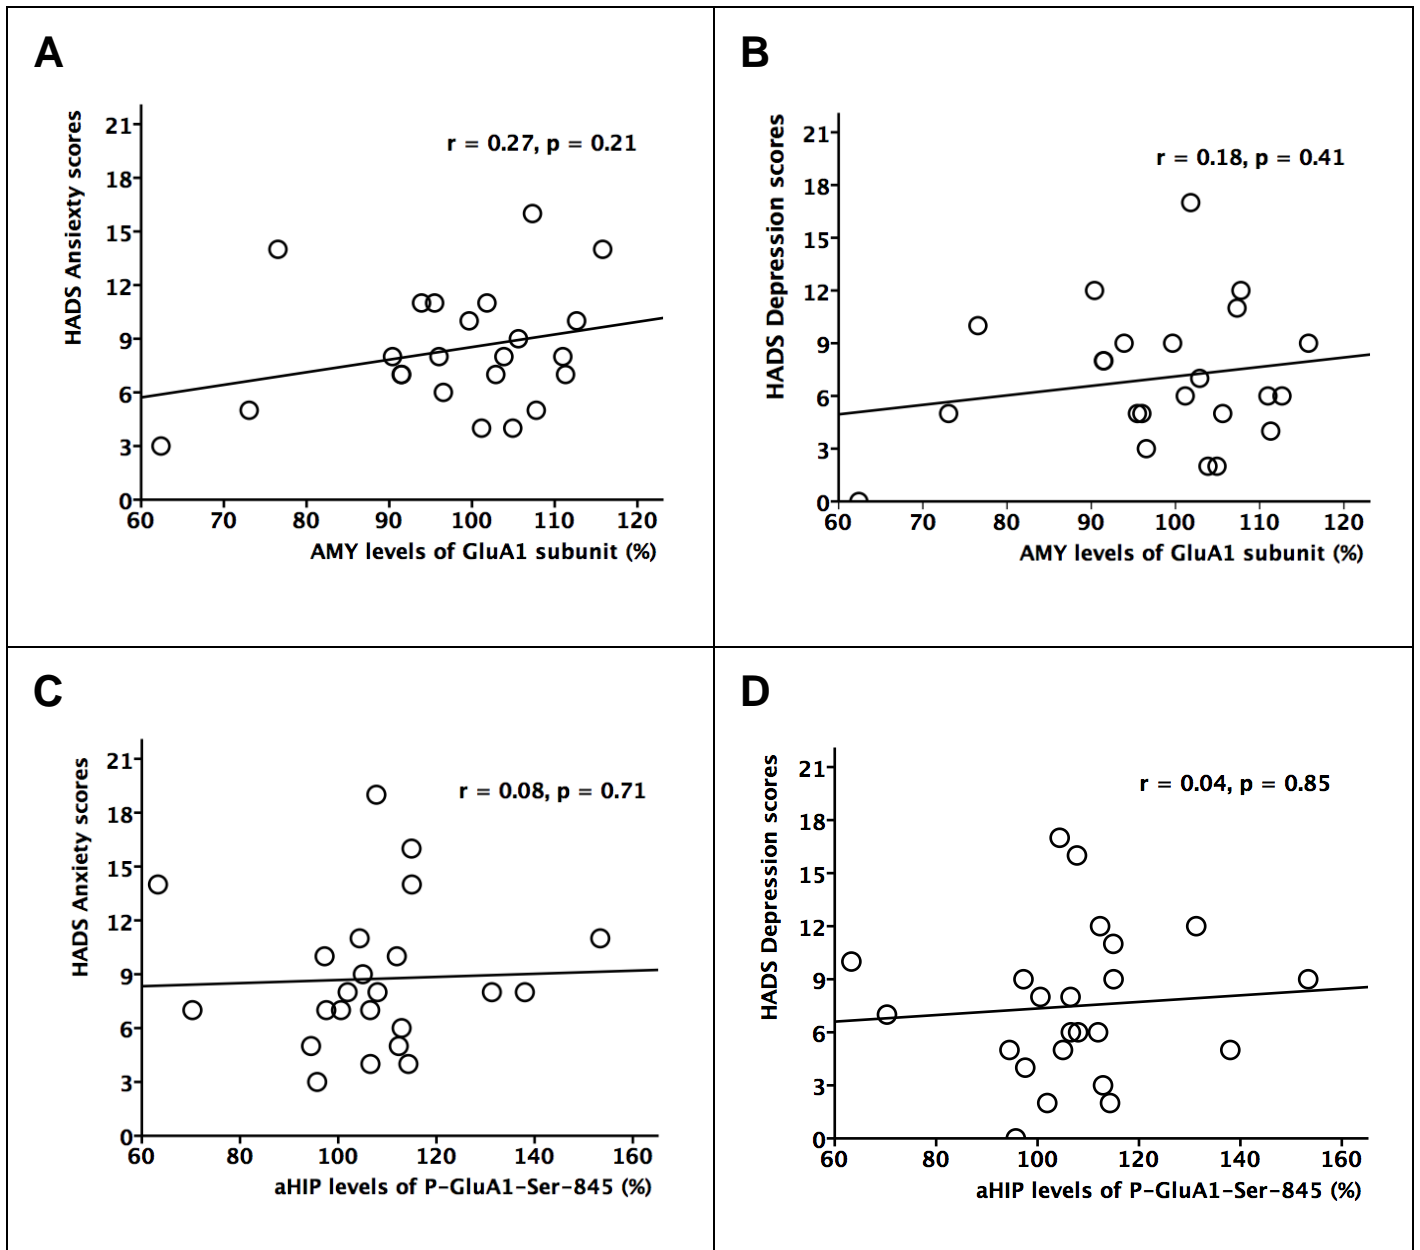 A
HADS Ansiexty scores
r = 0.27, p = 0.21
21
18
15
12
9
6
3
0
60 70 80 90 100 110 120
AMY levels of GluA1 subunit (%)
B
HADS Depression scores
r = 0.18, p = 0.41
21
18
15
12
9
6
3
0
60 70 80 90 100 110 120
AMY levels of GluA1 subunit (%)
C
HADS Anxiety scores
r = 0.08, p = 0.71
21
18
15
12
9
6
3
0
60 80 100 120 140 160
aHIP levels of P-GluA1-Ser-845 (%)
D
HADS Depression scores
r = 0.04, p = 0.85
21
18
15
12
9
6
3
0
60 80 100 120 140 160
aHIP levels of P-GluA1-Ser-845 (%)